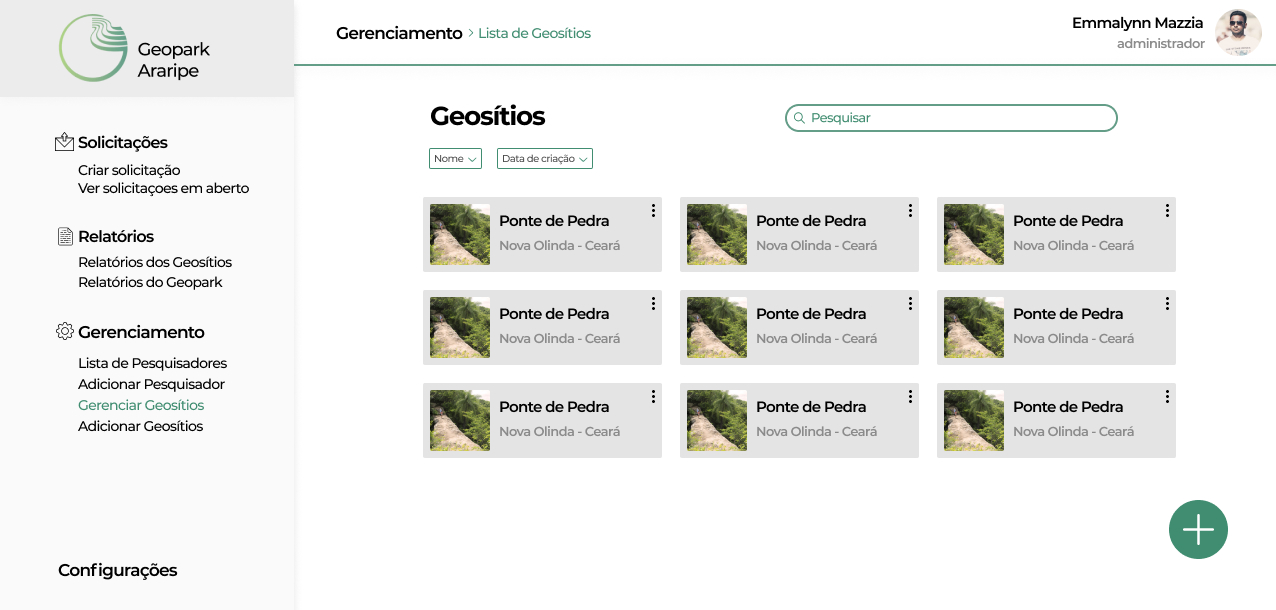 Geopark
Araripe
Solicitações
Criar solicitação
Ver solicitaçoes em aberto
Relatórios
Relatórios dos Geosítios
Relatórios do Geopark
Gerenciamento
Lista de Pesquisadores
Adicionar Pesquisador
Gerenciar Geosítios
Adicionar Geosítios
Configurações
Gerenciamento > Lista de Geosítios
Emmalynn Mazzia
administrador
Geosítios
Pesquisar
Nome
Data de criação
Ponte de Pedra
Nova Olinda - Ceará
Ponte de Pedra
Nova Olinda - Ceará
Ponte de Pedra
Nova Olinda - Ceará
Ponte de Pedra
Nova Olinda - Ceará
Ponte de Pedra
Nova Olinda - Ceará
Ponte de Pedra
Nova Olinda - Ceará
Ponte de Pedra
Nova Olinda - Ceará
Ponte de Pedra
Nova Olinda - Ceará
Ponte de Pedra
Nova Olinda - Ceará